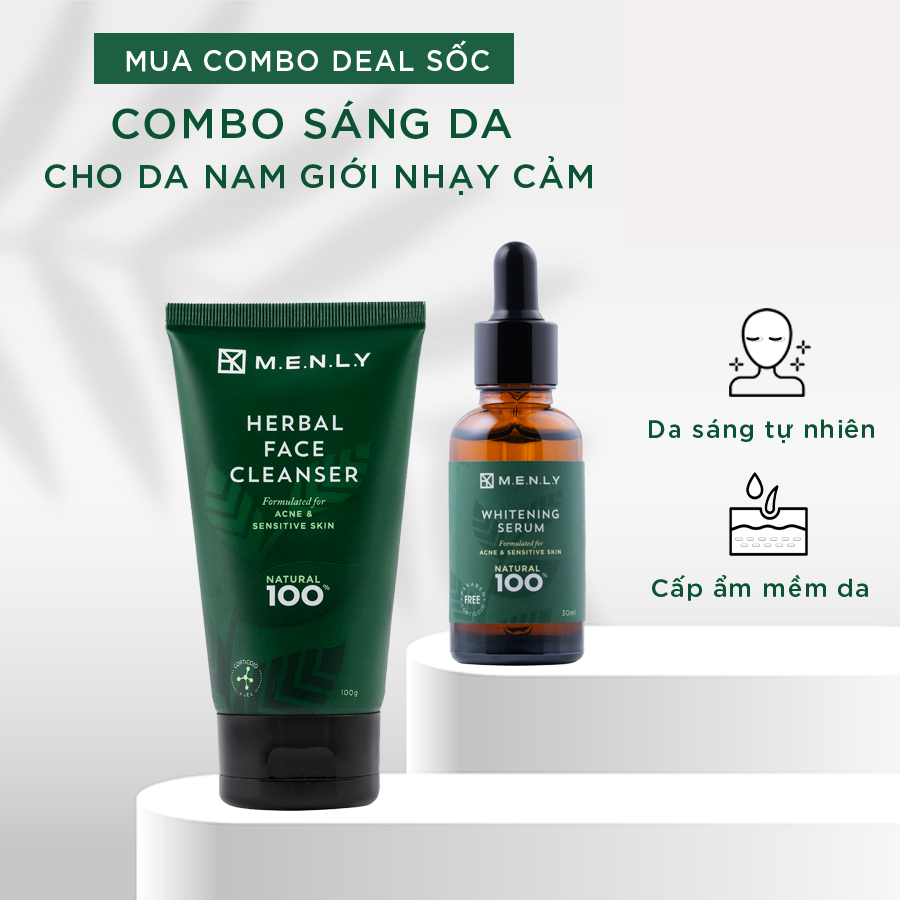 MUA COMBO DEAL SỐC
COMBO SÁNG DA
CHO DA NAM GIỚI NHẠY CẢM
M.E.N.L.Y
HERBAL
FACE
CLEANSER
Formulated for
ACNE &
SENSITIVE SKIN
NATURAL
100%
CORTICOID
FREE
100g
M.E.N.L.Y
WHITENING
SERUM
Formulated for
ACNE & SENSITIVE SKIN
NATURAL
100%
FREE
30ml
Da sáng tự nhiên
Cấp ẩm mềm da